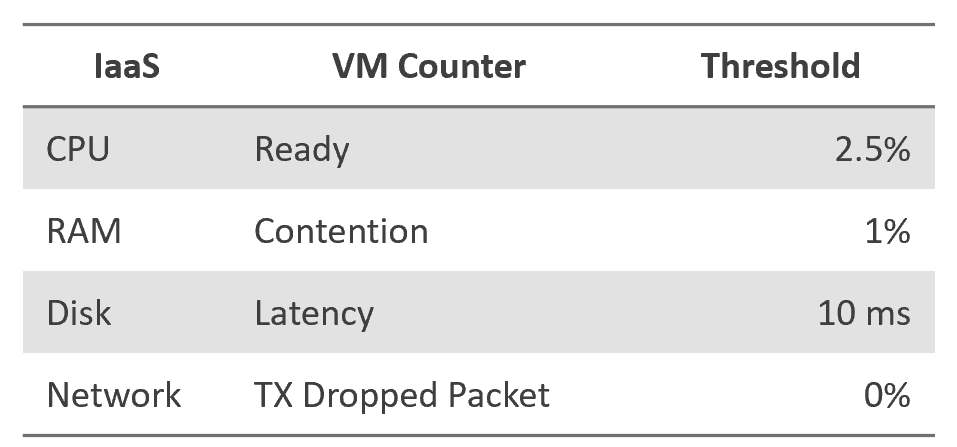 IaaS VM Counter Threshold
CPU Ready 2.5%
RAM Contention 1%
Disk Latency 10 ms
Network TX Dropped Packet 0%